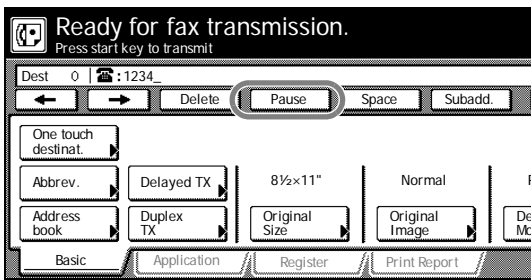 Ready for fax transmission.
Press start key to transmit
Dest 0 ☎:1234_
← → Delete Pause Space Subadd.
One touch
destinat.
Abbrev. Delayed TX 8½×11" Normal
Address Duplex Original Original De
book TX Size Image Mo
Basic Application Register Print Report